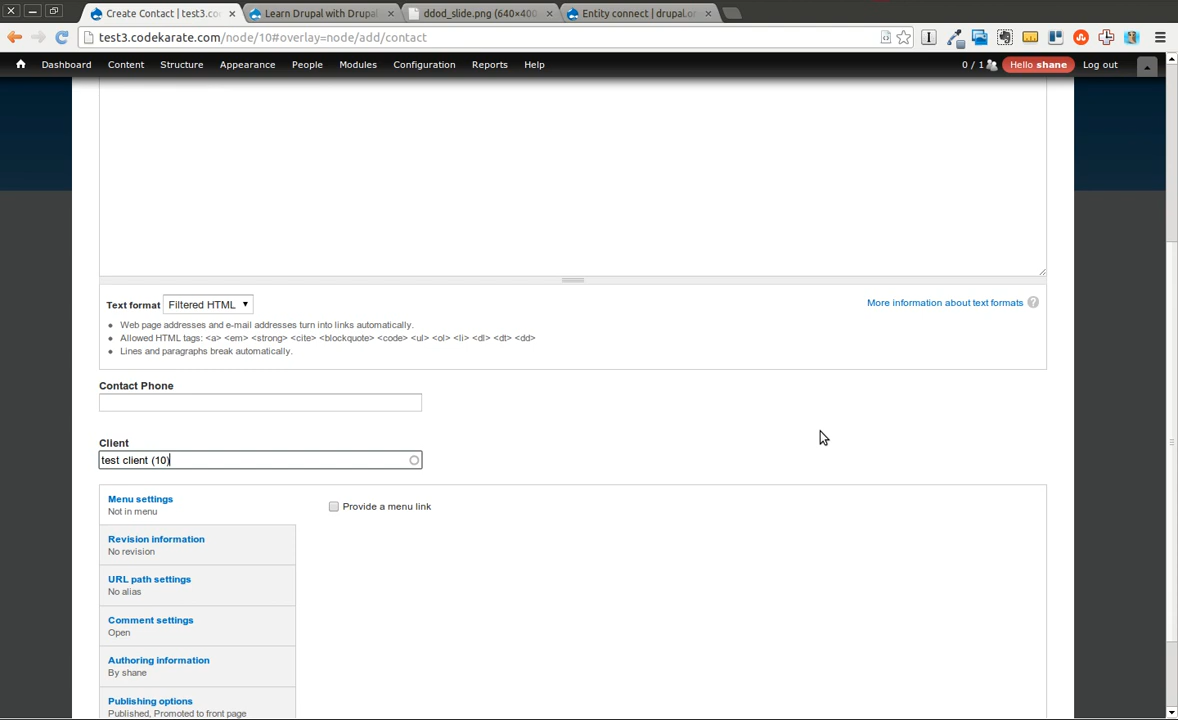 Create Contact | test3.co
Learn Drupal with Drupal
ddod_slide.png (640×400
Entity connect | drupal.or
test3.codekarate.com/node/10#overlay=node/add/contact
Dashboard Content Structure Appearance People Modules Configuration Reports Help 0 / 1 Hello shane Log out
Text format Filtered HTML
More information about text formats ?
Web page addresses and e-mail addresses turn into links automatically.
Allowed HTML tags: <a> <em> <strong> <cite> <blockquote> <code> <ul> <ol> <li> <dl> <dt> <dd>
Lines and paragraphs break automatically.
Contact Phone
Client
test client (10)
Menu settings
Not in menu
Provide a menu link
Revision information
No revision
URL path settings
No alias
Comment settings
Open
Authoring information
By shane
Publishing options
Published, Promoted to front page